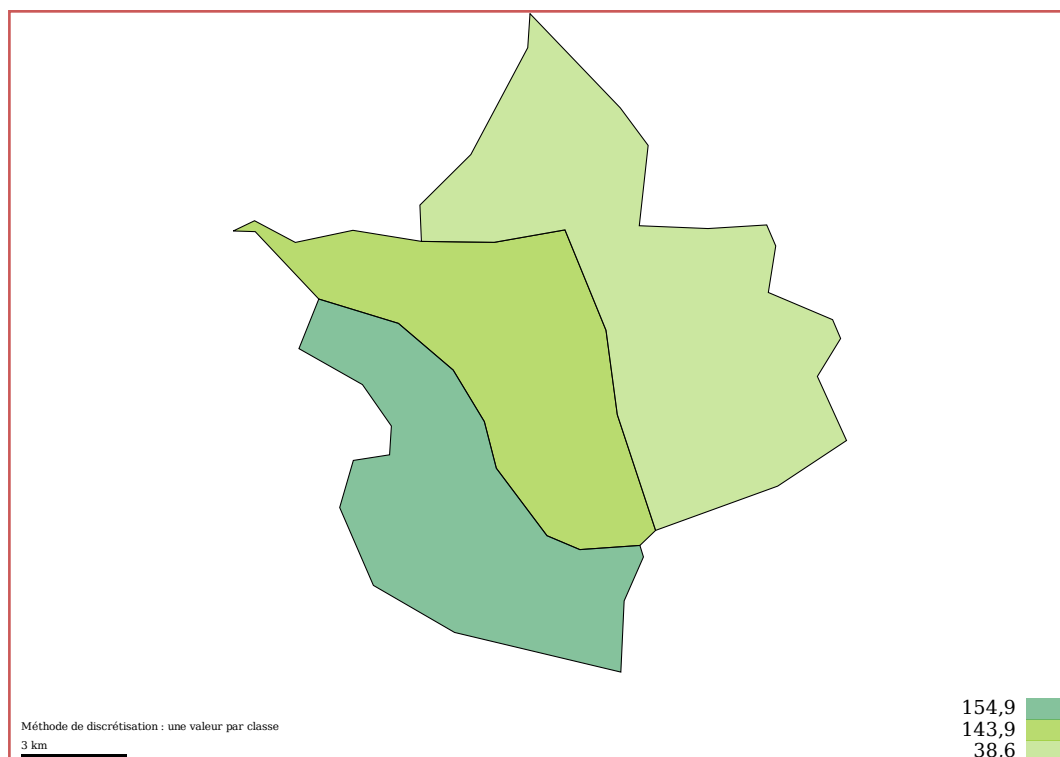 Méthode de discrétisation : une valeur par classe
3 km
154,9
143,9
38,6